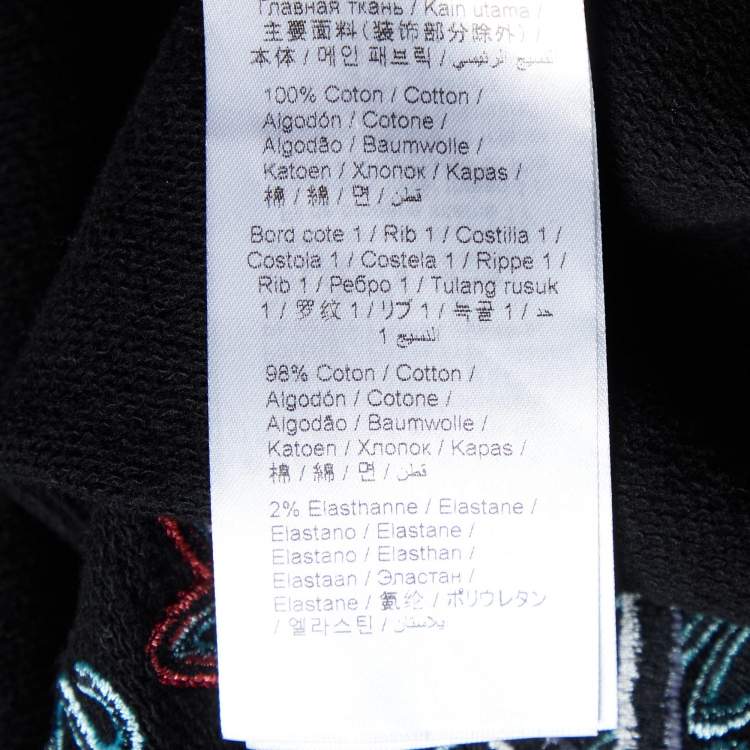 Главная ткань / Kain utama /
主要面料(装饰部分除外)/
本体 / 메인 패브릭 / نسيج الرئيسي
100% Coton / Cotton /
Algodón / Cotone /
Algodão / Baumwolle /
Katoen / Хлопок / Kapas /
棉 / 綿 / 면 / قطن
Bord cote 1 / Rib 1 / Costilla 1 /
Costola 1 / Costela 1 / Rippe 1 /
Rib 1 / Ребро 1 / Tulang rusuk
1 / 罗纹 1 / リブ 1 / 늑골 1 / حد
النسيج 1
98% Coton / Cotton /
Algodón / Cotone /
Algodão / Baumwolle /
Katoen / Хлопок / Kapas /
棉 / 綿 / 면 / قطن
2% Elasthanne / Elastane /
Elastano / Elastane /
Elastano / Elasthan /
Elastaan / Эластан /
Elastane / 氨纶 / ポリウレタン
/ 엘라스틴 / يلاستان